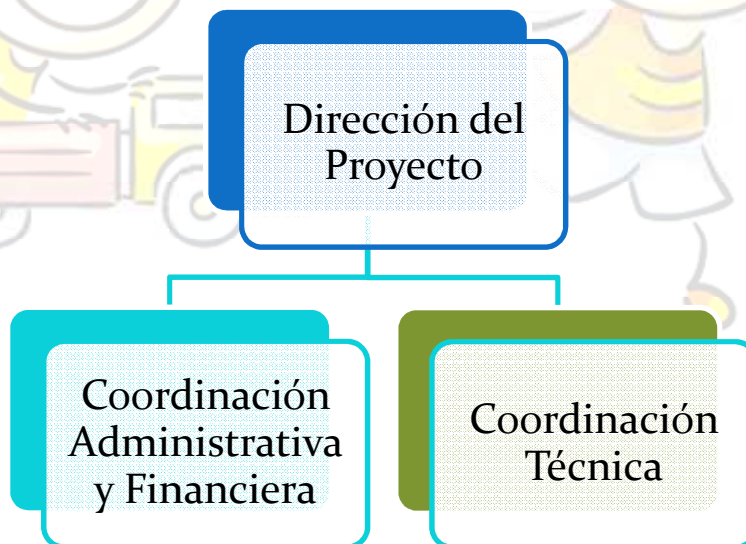 Dirección del
Proyecto
Coordinación
Administrativa
y Financiera
Coordinación
Técnica